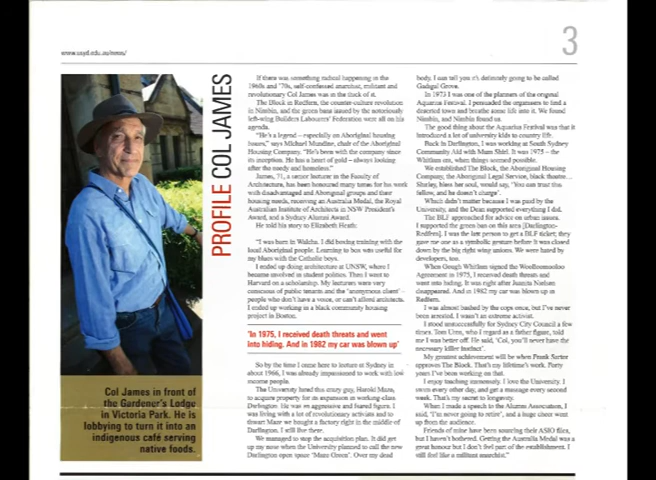 www.usyd.edu.au/news/
3
PROFILE COL JAMES
If there was something radical happening in the
1960s and '70s, self-confessed anarchist, militant and
revolutionary Col James was in the thick of it.
The Block in Redfern, the counter-culture revolution
in Nimbin, and the green bans issued by the notoriously
left-wing Builders Labourers' Federation were all on his
agenda.
"He's a legend – especially on Aboriginal housing
issues," says Michael Mundine, chair of the Aboriginal
Housing Company. "He's been with the company since
its inception. He has a heart of gold – always looking
after the needy and homeless."
James, 71, a senior lecturer in the Faculty of
Architecture, has been honoured many times for his work
with disadvantaged and Aboriginal groups and their
housing needs, receiving an Australia Medal, the Royal
Australian Institute of Architects in NSW President's
Award, and a Sydney Alumni Award.
He told his story to Elizabeth Heath:
"I was born in Walcha. I did boxing training with the
local Aboriginal people. Learning to box was useful for
my Mass with the Catholic boys.
I ended up doing architecture at UNSW, where I
became involved in student politics. Then I went to
Harvard on a scholarship. My lecturers were very
conscious of public tenants and the 'anonymous client' –
people who don't have a voice, or can't afford architects.
I ended up working in a black community housing
project in Boston.
'In 1975, I received death threats and went
into hiding. And in 1982 my car was blown up'
So by the time I came here to lecture at Sydney in
about 1966, I was already impassioned to work with low
income people.
The University head this crazy guy, Harold Maze,
to acquire property for its expansion in working-class
Darlington. He was an aggressive and feared figure. I
was living with a lot of revolutionary activists and to
thwart Maze we bought a factory right in the middle of
Darlington. I still live there.
We managed to stop the acquisition plan. It did get
up my nose when the University planned to call the new
Darlington open space 'Maze Green'. Over my dead
body. I can tell you it's definitely going to be called
Gadigal Green.
In 1973 I was one of the planners of the original
Aquarius Festival. I persuaded the organisers to find a
deserted town and breathe some life into it. We found
Nimbin, and Nimbin found us.
The good thing about the Aquarius Festival was that it
introduced a lot of university kids to country life.
Back in Darlington, I was working at South Sydney
Community Aid with Mum Shirl. It was 1975 – the
Whitlam era, when things seemed possible.
We established The Block, the Aboriginal Housing
Company, the Aboriginal Legal Service, black theatre...
Shirley, bless her soul, would say, 'You can trust this
fellow, and he doesn't charge'.
Which didn't matter because I was paid by the
University, and the Dean supported everything I did.
The BLF approached for advice on urban issues.
I supported the green ban on this area [Darlington-
Redfern]. I was the last person to get a BLF ticket; they
gave me one as a symbolic gesture before it was closed
down by the big right wing unions. We were hated by
developers, too.
When Gough Whitlam signed the Woolloomooloo
Agreement in 1975, I received death threats and
went into hiding. It was right after Juanita Nielsen
disappeared. And in 1982 my car was blown up in
Redfern.
I was almost bashed by the cops once, but I've never
been arrested. I wasn't an extreme activist.
I stood unsuccessfully for Sydney City Council a few
times. Tom Uren, who I regard as a father figure, told
me I was better off. He said, 'Col, you'll never have the
necessary killer instinct'.
My greatest achievement will be when Frank Sartor
approves The Block. That's my lifetime's work. Forty
years I've been working on that.
I enjoy teaching immensely. I love the University. I
own every stage, and get a message every second
week. That's my secret to longevity.
When I made a speech to the Alumni Association, I
said, 'I'm never going to retire', and a huge cheer went
up from the audience.
Friends of mine have been sourcing their ASIO files,
but I haven't bothered. Getting the Australia Medal was a
great honour but I don't feel part of the establishment. I
still feel like a militant anarchist."
Col James in front of
the Gardener's Lodge
in Victoria Park. He is
lobbying to turn it into an
indigenous café serving
native foods.